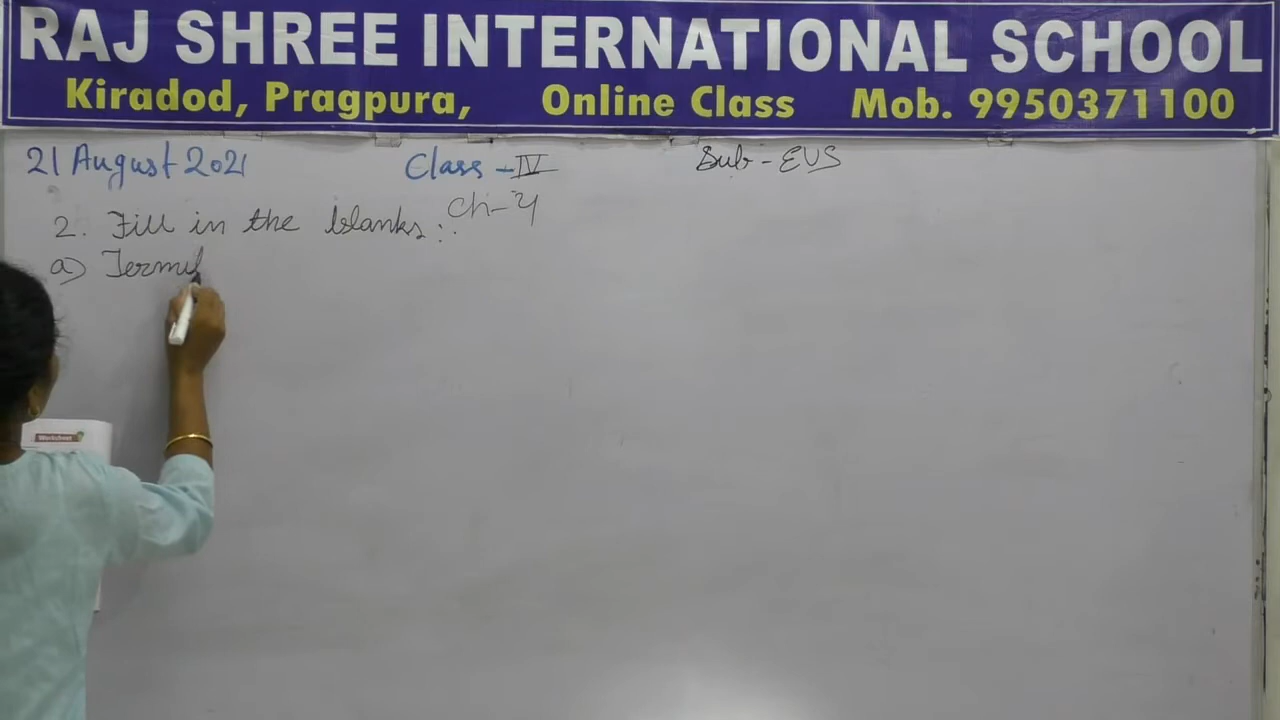 RAJ SHREE INTERNATIONAL SCHOOL
Kiradod, Pragpura, Online Class Mob. 9950371100
21 August 2021 Class - IV Sub - EVS
Ch - 4
2. Fill in the blanks :.
a) Termi
Worksheet